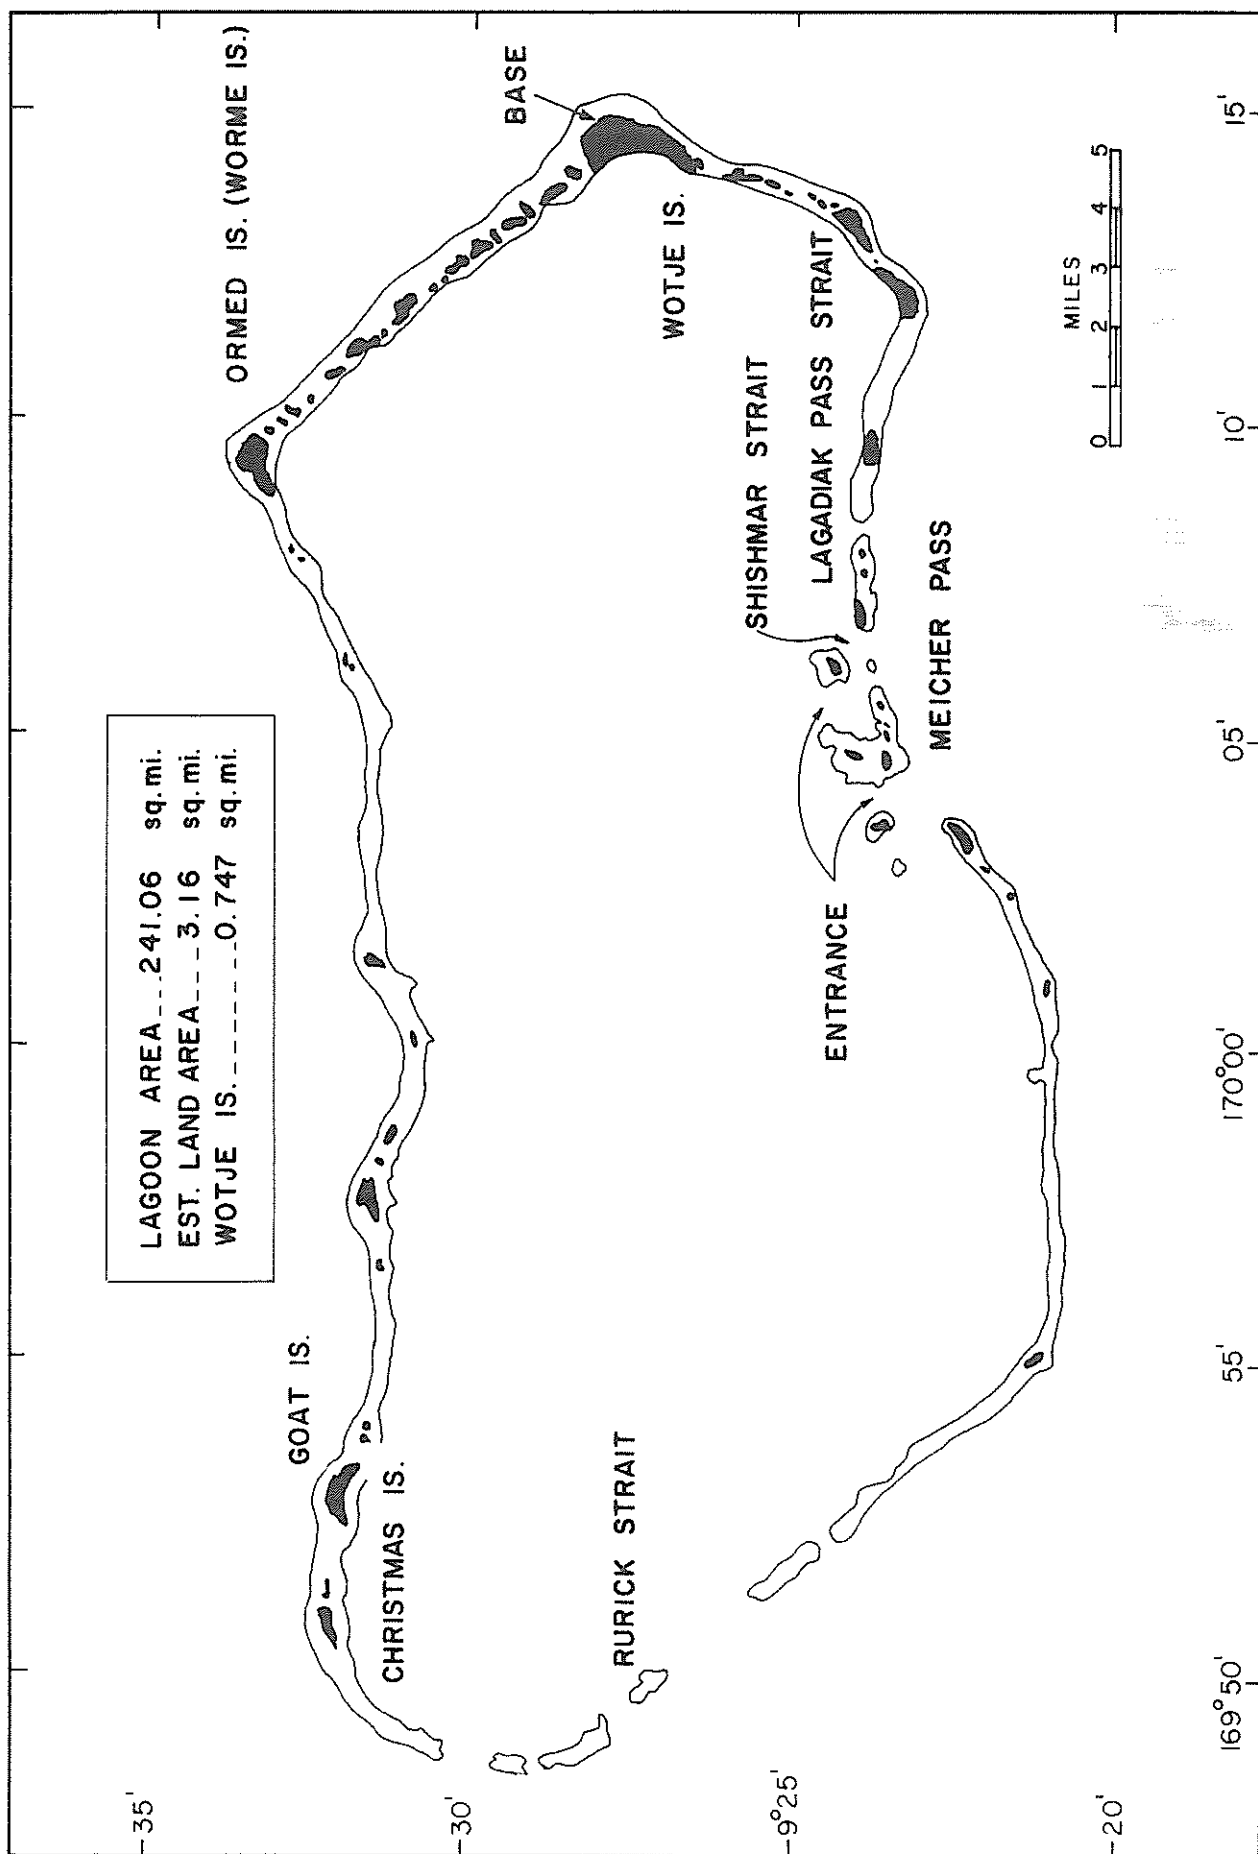 LAGOON AREA...241.06 sq.mi.
EST. LAND AREA___3.16 sq.mi.
WOTJE IS.________0.747 sq.mi.
ORMED IS. (WORME IS.)
BASE
GOAT IS.
CHRISTMAS IS.
WOTJE IS.
RURICK STRAIT
SHISHMAR STRAIT
LAGADIAK PASS STRAIT
ENTRANCE
MEICHER PASS
MILES
0 1 2 3 4 5
35'
30'
9°25'
20'
169°50' 55' 170°00' 05' 10' 15'